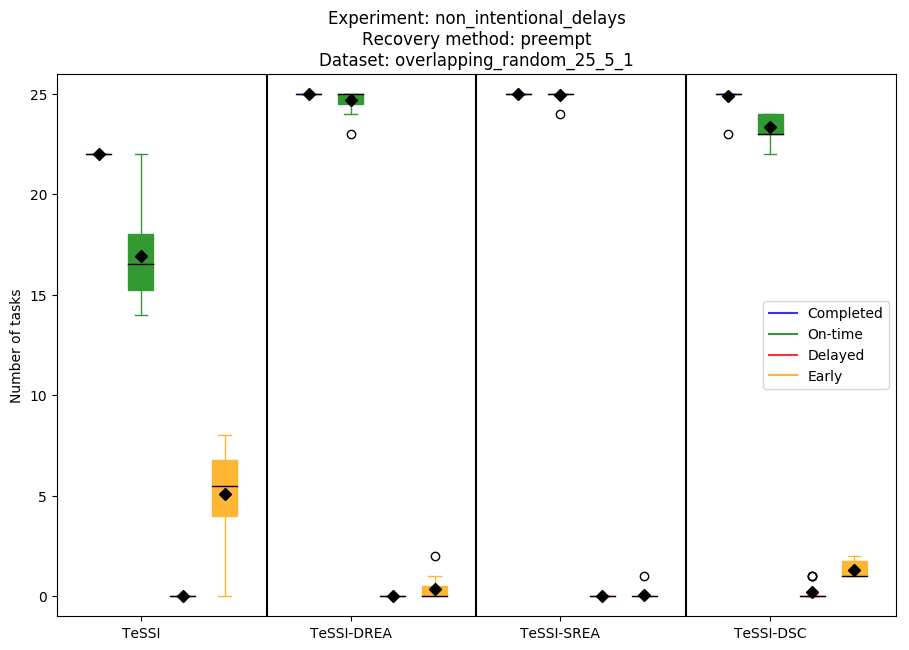 Experiment: non_intentional_delays
Recovery method: preempt
Dataset: overlapping_random_25_5_1
Number of tasks
25
20
15
10
5
0
TeSSI
TeSSI-DREA
TeSSI-SREA
TeSSI-DSC
Completed
On-time
Delayed
Early